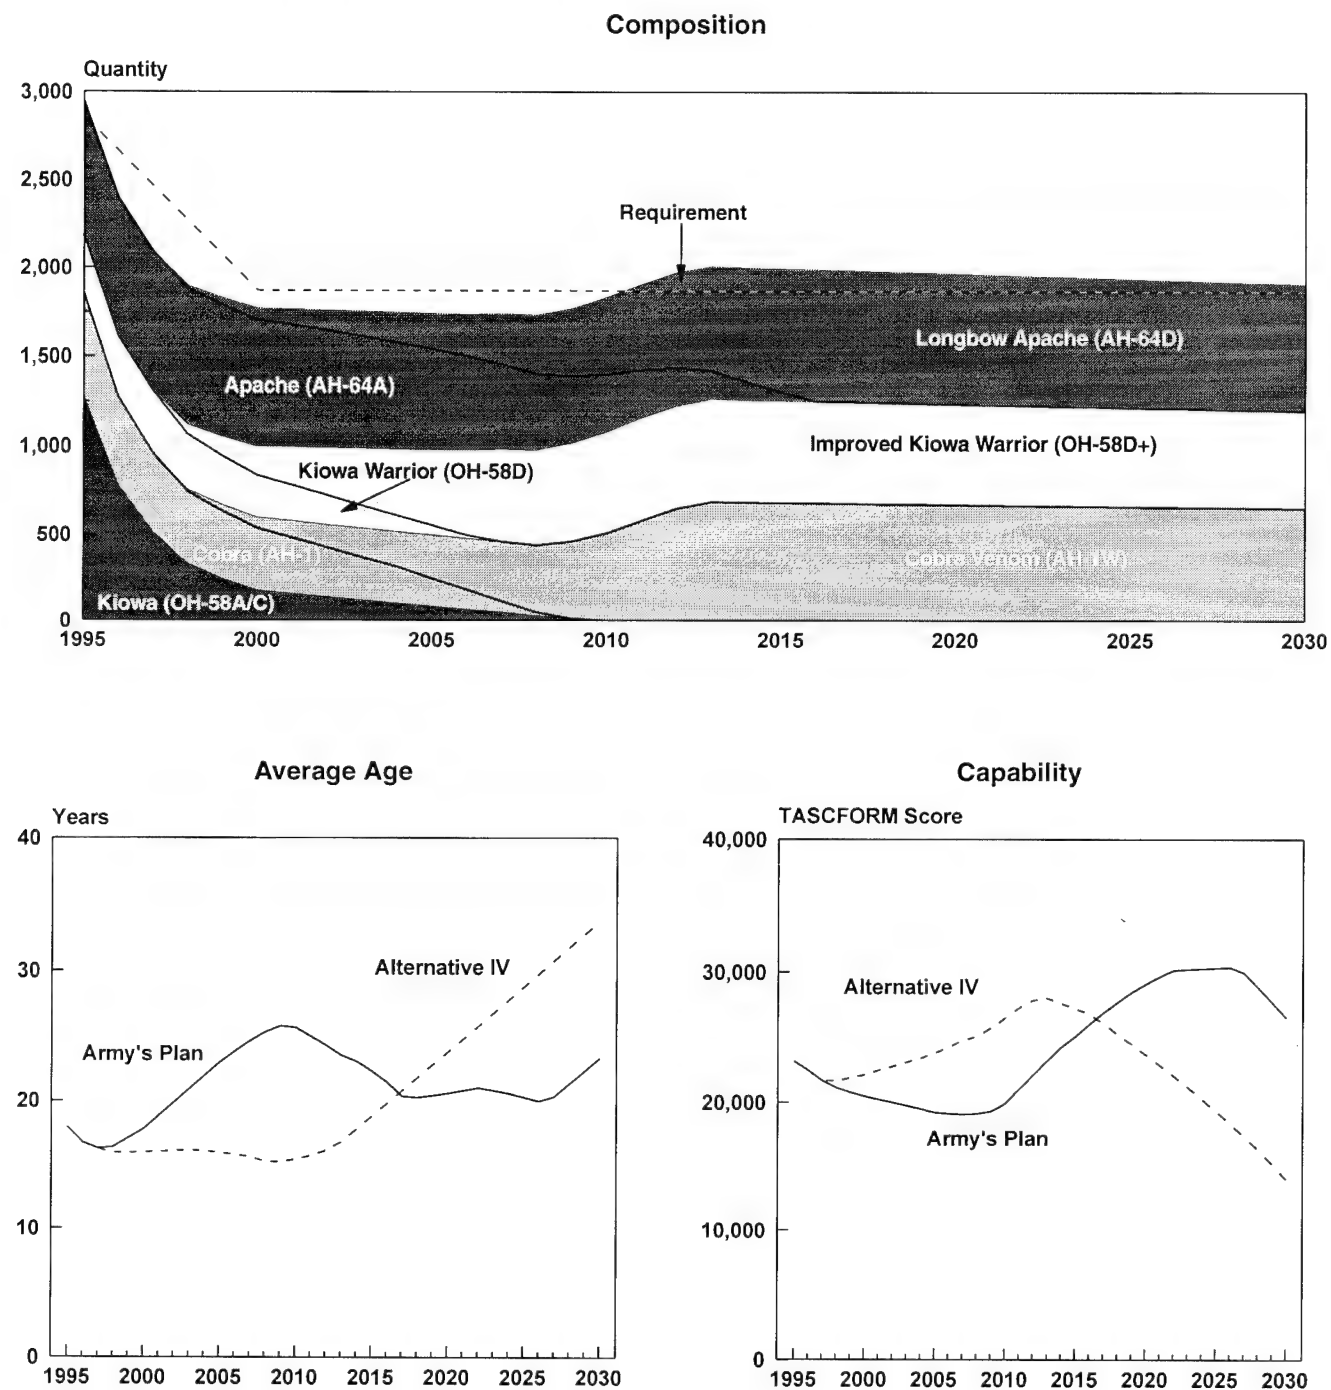 Composition
Quantity
3,000
2,500
2,000
1,500
1,000
500
0
Requirement
Longbow Apache (AH-64D)
Apache (AH-64A)
Improved Kiowa Warrior (OH-58D+)
Kiowa Warrior (OH-58D)
Cobra (AH-1)
Cobra Venom (AH-1W)
Kiowa (OH-58A/C)
1995 2000 2005 2010 2015 2020 2025 2030
Average Age
Years
40
30
20
10
0
Alternative IV
Army's Plan
1995 2000 2005 2010 2015 2020 2025 2030
Capability
TASCFORM Score
40,000
30,000
20,000
10,000
0
Alternative IV
Army's Plan
1995 2000 2005 2010 2015 2020 2025 2030